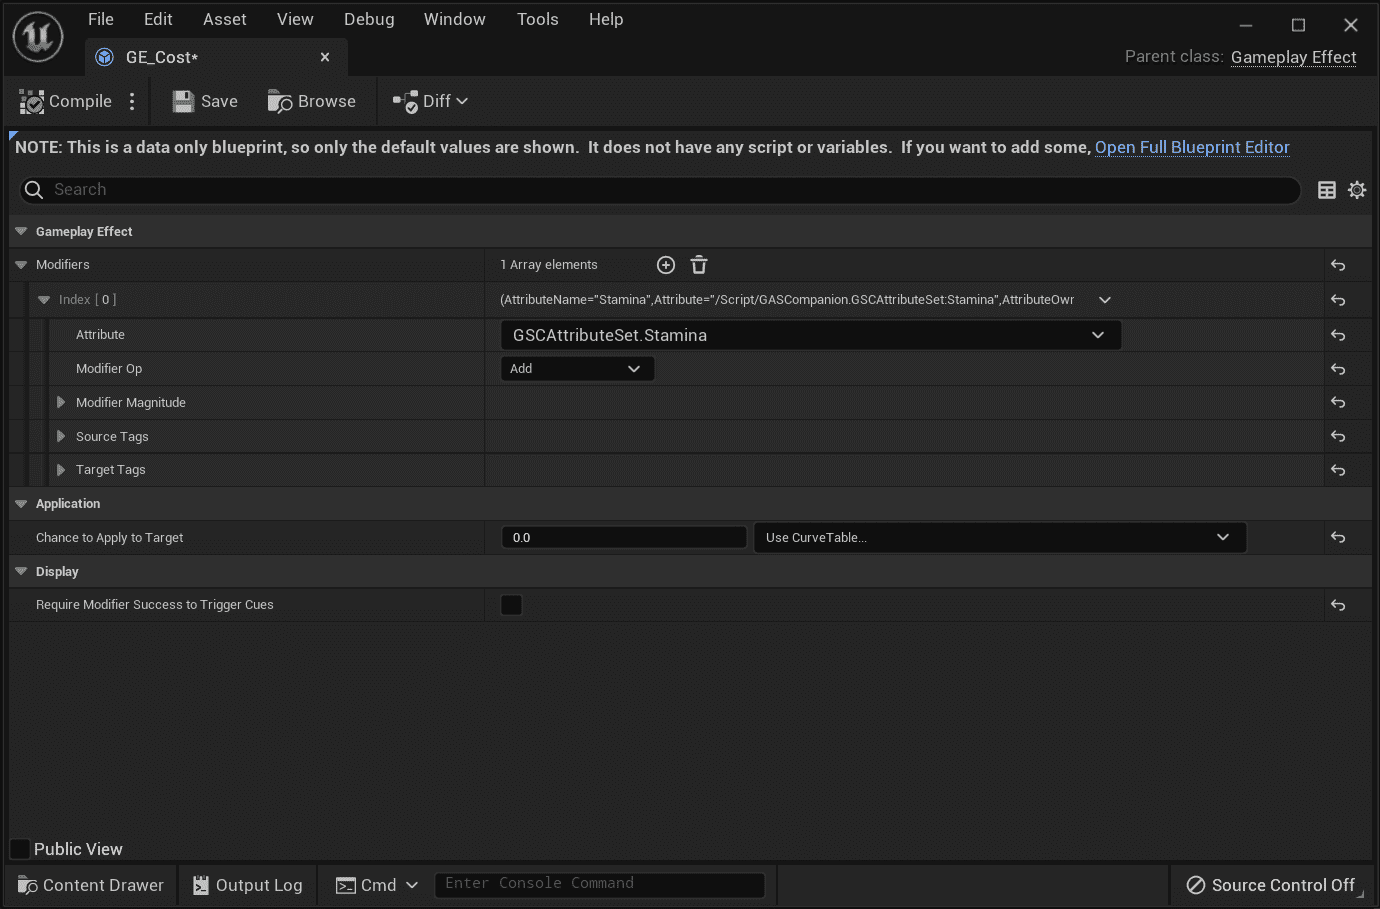 File Edit Asset View Debug Window Tools Help
GE_Cost*
Parent class: Gameplay Effect
Compile Save Browse Diff
NOTE: This is a data only blueprint, so only the default values are shown. It does not have any script or variables. If you want to add some, Open Full Blueprint Editor
Search
Gameplay Effect
Modifiers 1 Array elements
Index [ 0 ] (AttributeName="Stamina",Attribute="/Script/GASCompanion.GSCAttributeSet:Stamina",AttributeOwr
Attribute GSCAttributeSet.Stamina
Modifier Op Add
Modifier Magnitude
Source Tags
Target Tags
Application
Chance to Apply to Target 0.0 Use CurveTable...
Display
Require Modifier Success to Trigger Cues
Public View
Content Drawer Output Log Cmd Enter Console Command Source Control Off